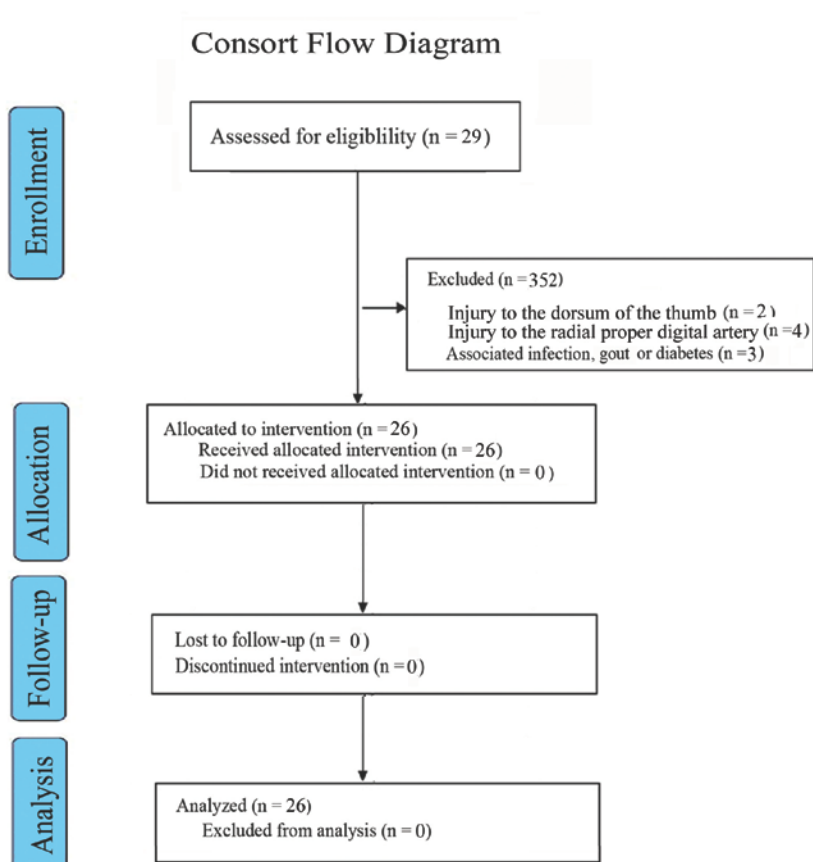 Consort Flow Diagram
Enrollment
Assessed for eligiblility (n = 29)
Excluded (n =352)
Injury to the dorsum of the thumb (n =2)
Injury to the radial proper digital artery (n =4)
Associated infection, gout or diabetes (n =3)
Allocation
Allocated to intervention (n = 26)
Received allocated intervention (n = 26)
Did not received allocated intervention (n = 0)
Follow-up
Lost to follow-up (n = 0)
Discontinued intervention (n =0)
Analysis
Analyzed (n = 26)
Excluded from analysis (n = 0)